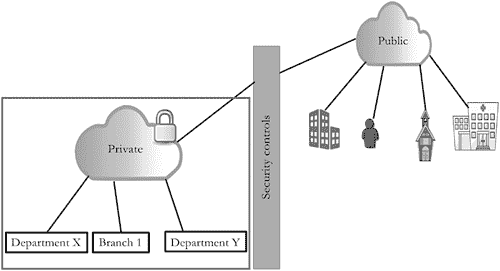 Public
Security controls
Private
Department X
Branch 1
Department Y